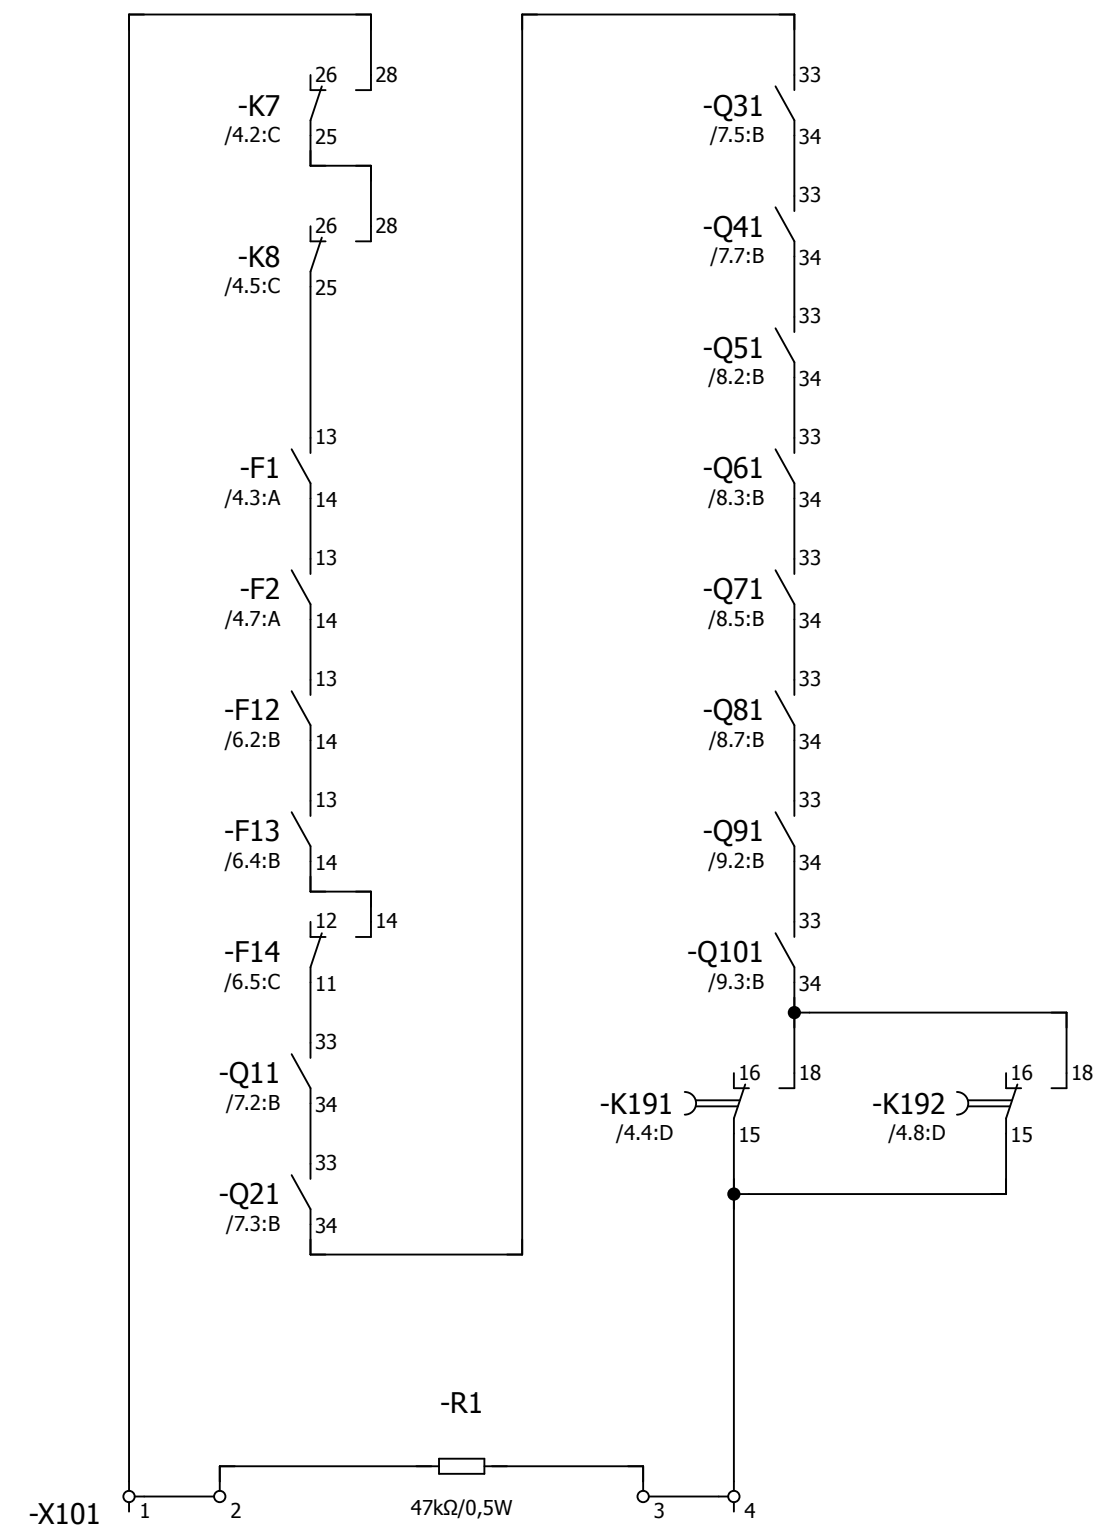 26 28
-K7
/4.2:C 25
26 28
-K8
/4.5:C 25
13
-F1
/4.3:A 14
13
-F2
/4.7:A 14
13
-F12
/6.2:B 14
13
-F13
/6.4:B 14
12 14
-F14
/6.5:C 11
33
-Q11
/7.2:B 34
33
-Q21
/7.3:B 34
33
-Q31
/7.5:B 34
33
-Q41
/7.7:B 34
33
-Q51
/8.2:B 34
33
-Q61
/8.3:B 34
33
-Q71
/8.5:B 34
33
-Q81
/8.7:B 34
33
-Q91
/9.2:B 34
33
-Q101
/9.3:B 34
16 18
-K191
/4.4:D 15
16 18
-K192
/4.8:D 15
-R1
47kΩ/0,5W
-X101 1 2 3 4